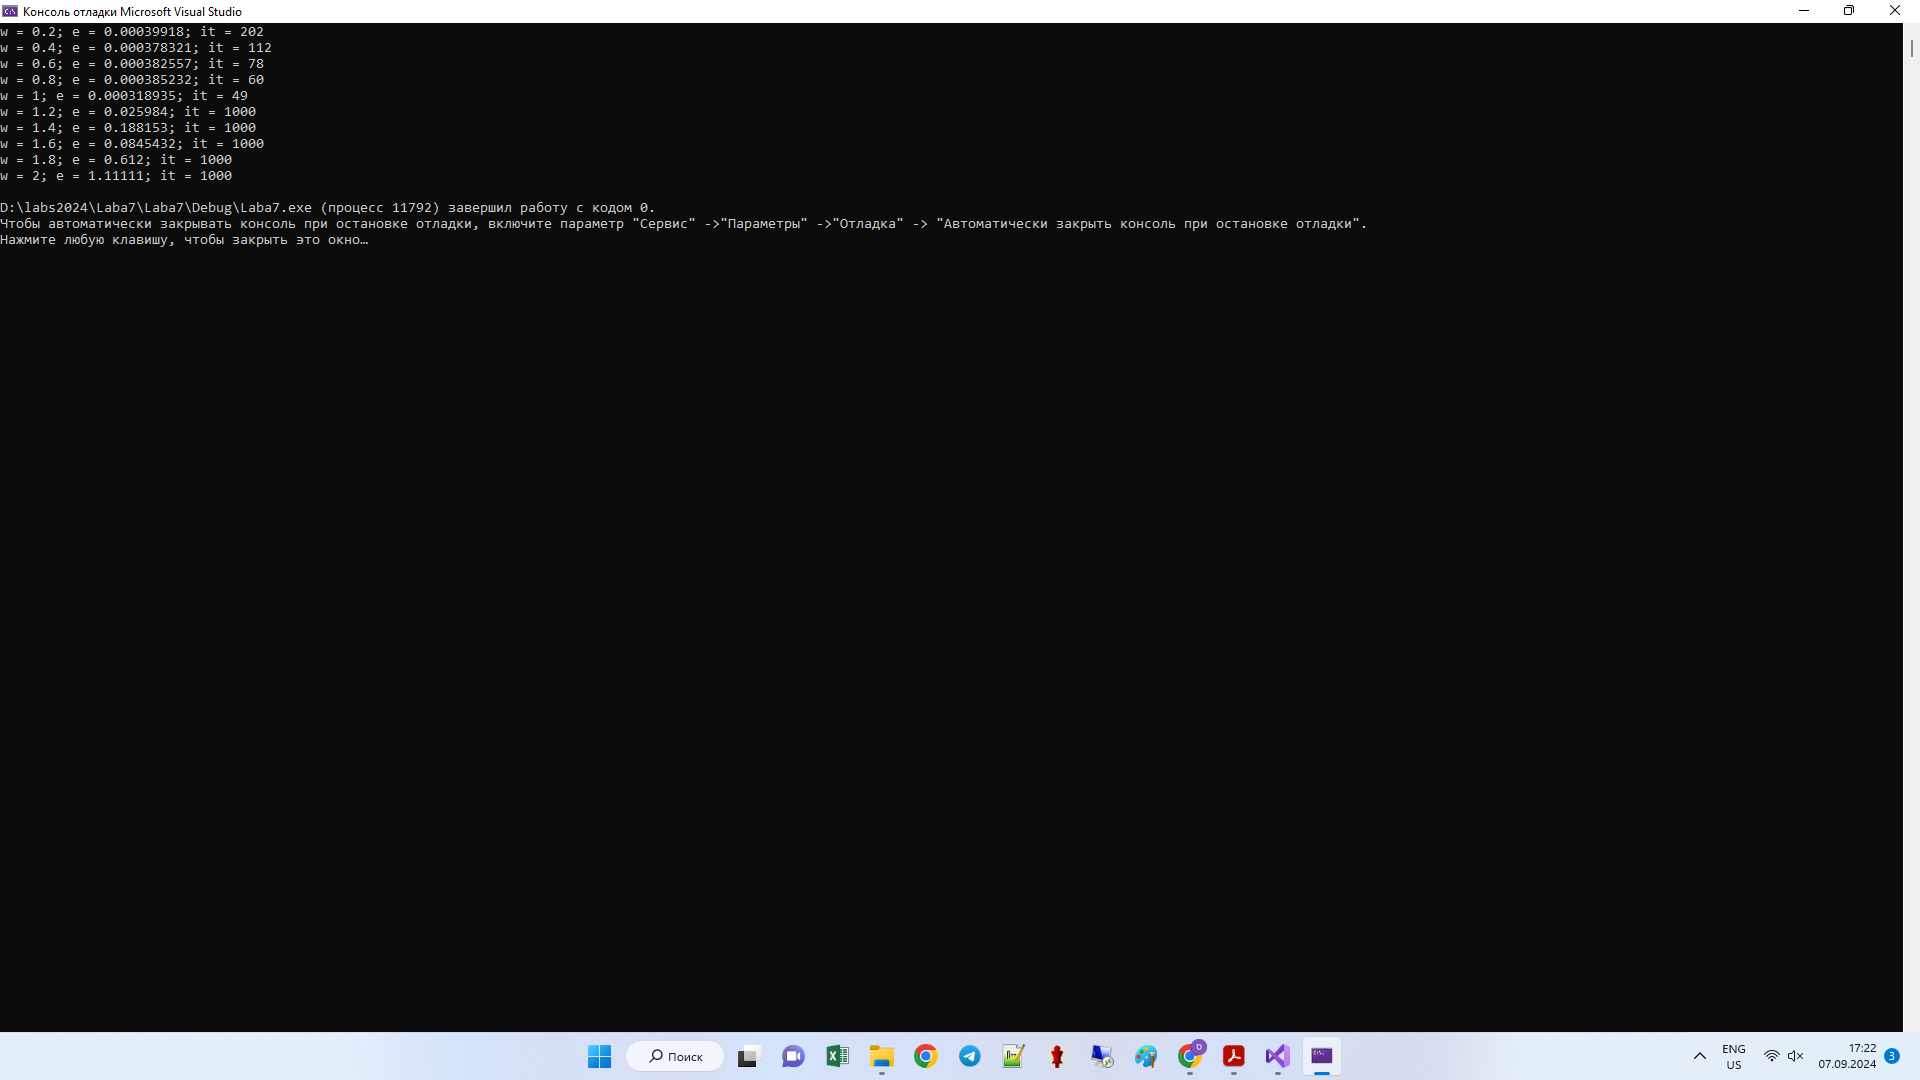 Консоль отладки Microsoft Visual Studio
w = 0.2; e = 0.00039918; it = 202
w = 0.4; e = 0.000378321; it = 112
w = 0.6; e = 0.000382557; it = 78
w = 0.8; e = 0.000385232; it = 60
w = 1; e = 0.000318935; it = 49
w = 1.2; e = 0.025984; it = 1000
w = 1.4; e = 0.188153; it = 1000
w = 1.6; e = 0.0845432; it = 1000
w = 1.8; e = 0.612; it = 1000
w = 2; e = 1.11111; it = 1000
D:\labs2024\Laba7\Laba7\Debug\Laba7.exe (процесс 11792) завершил работу с кодом 0.
Чтобы автоматически закрывать консоль при остановке отладки, включите параметр "Сервис" ->"Параметры" ->"Отладка" -> "Автоматически закрыть консоль при остановке отладки".
Нажмите любую клавишу, чтобы закрыть это окно…
Поиск
ENG
US
17:22
07.09.2024
3